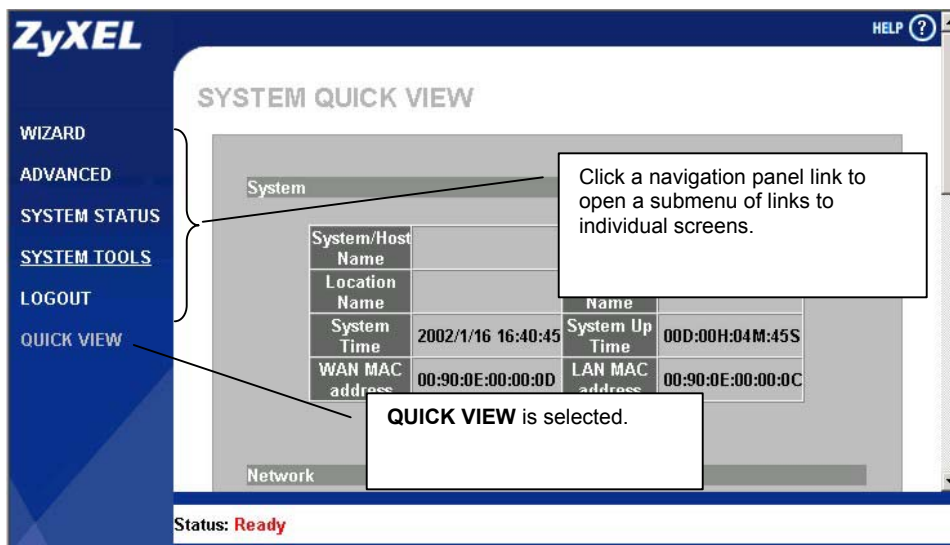 ZyXEL
HELP ?
SYSTEM QUICK VIEW
WIZARD
ADVANCED
SYSTEM STATUS
SYSTEM TOOLS
LOGOUT
QUICK VIEW
System
Click a navigation panel link to
open a submenu of links to
individual screens.
System/Host
Name
Location
Name
Name
System
Time
2002/1/16 16:40:45
System Up
Time
00D:00H:04M:45S
WAN MAC
address
00:90:0E:00:00:0D
LAN MAC
address
00:90:0E:00:00:0C
QUICK VIEW is selected.
Network
Status: Ready